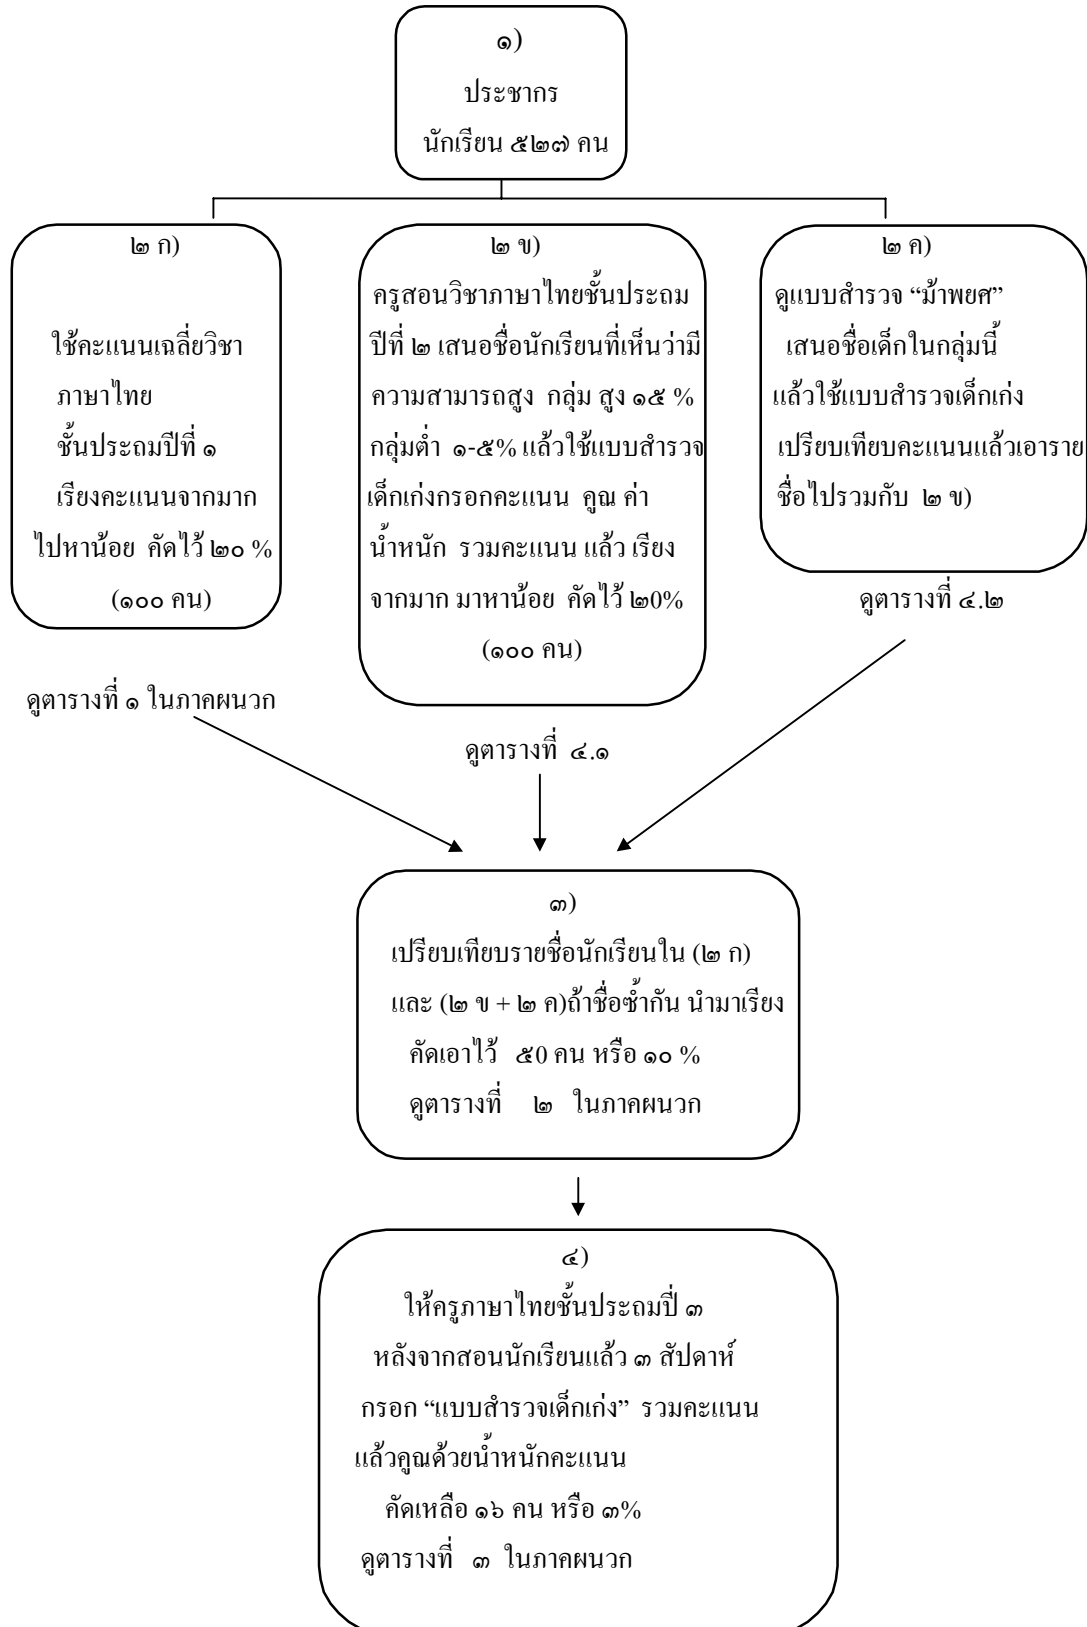 ๑)
ประชากร
นักเรียน ๕๒๗ คน
๒ ก)
ใช้คะแนนเฉลี่ยวิชา
ภาษาไทย
ชั้นประถมปีที่ ๑
เรียงคะแนนจากมาก
ไปหาน้อย คัดไว้ ๒๐ %
(๑๐๐ คน)
ดูตารางที่ ๑ ในภาคผนวก
๒ ข)
ครูสอนวิชาภาษาไทยชั้นประถม
ปีที่ ๒ เสนอชื่อนักเรียนที่เห็นว่ามี
ความสามารถสูง กลุ่ม สูง ๑๕ %
กลุ่มต่ำ ๑-๕% แล้วใช้แบบสำรวจ
เด็กเก่งกรอกคะแนน คูณ ค่า
น้ำหนัก รวมคะแนน แล้ว เรียง
จากมาก มาหาน้อย คัดไว้ ๒0%
(๑๐๐ คน)
ดูตารางที่ ๔.๑
๒ ค)
ดูแบบสำรวจ “ม้าพยศ”
เสนอชื่อเด็กในกลุ่มนี้
แล้วใช้แบบสำรวจเด็กเก่ง
เปรียบเทียบคะแนนแล้วเอาราย
ชื่อไปรวมกับ ๒ ข)
ดูตารางที่ ๔.๒
๓)
เปรียบเทียบรายชื่อนักเรียนใน (๒ ก)
และ (๒ ข + ๒ ค)ถ้าชื่อซ้ำกัน นำมาเรียง
คัดเอาไว้ ๕0 คน หรือ ๑๐ %
ดูตารางที่ ๒ ในภาคผนวก
๔)
ให้ครูภาษาไทยชั้นประถมปี่ ๓
หลังจากสอนนักเรียนแล้ว ๓ สัปดาห์
กรอก “แบบสำรวจเด็กเก่ง” รวมคะแนน
แล้วคูณด้วยน้ำหนักคะแนน
คัดเหลือ ๑๖ คน หรือ ๓%
ดูตารางที่ ๓ ในภาคผนวก